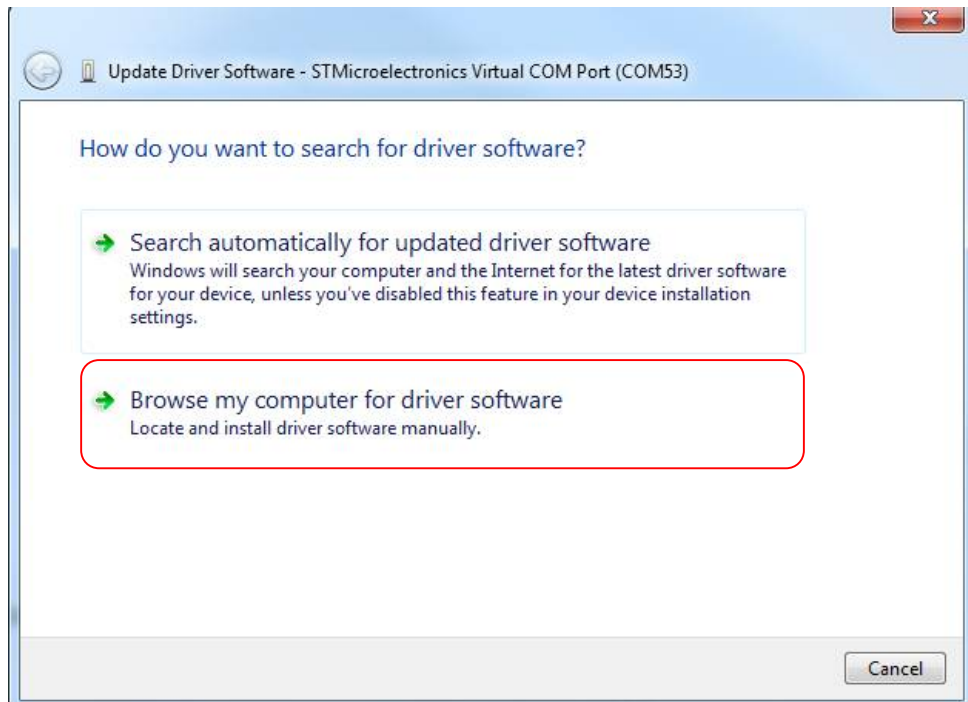 Update Driver Software - STMicroelectronics Virtual COM Port (COM53)
How do you want to search for driver software?
Search automatically for updated driver software
Windows will search your computer and the Internet for the latest driver software
for your device, unless you've disabled this feature in your device installation
settings.
Browse my computer for driver software
Locate and install driver software manually.
Cancel